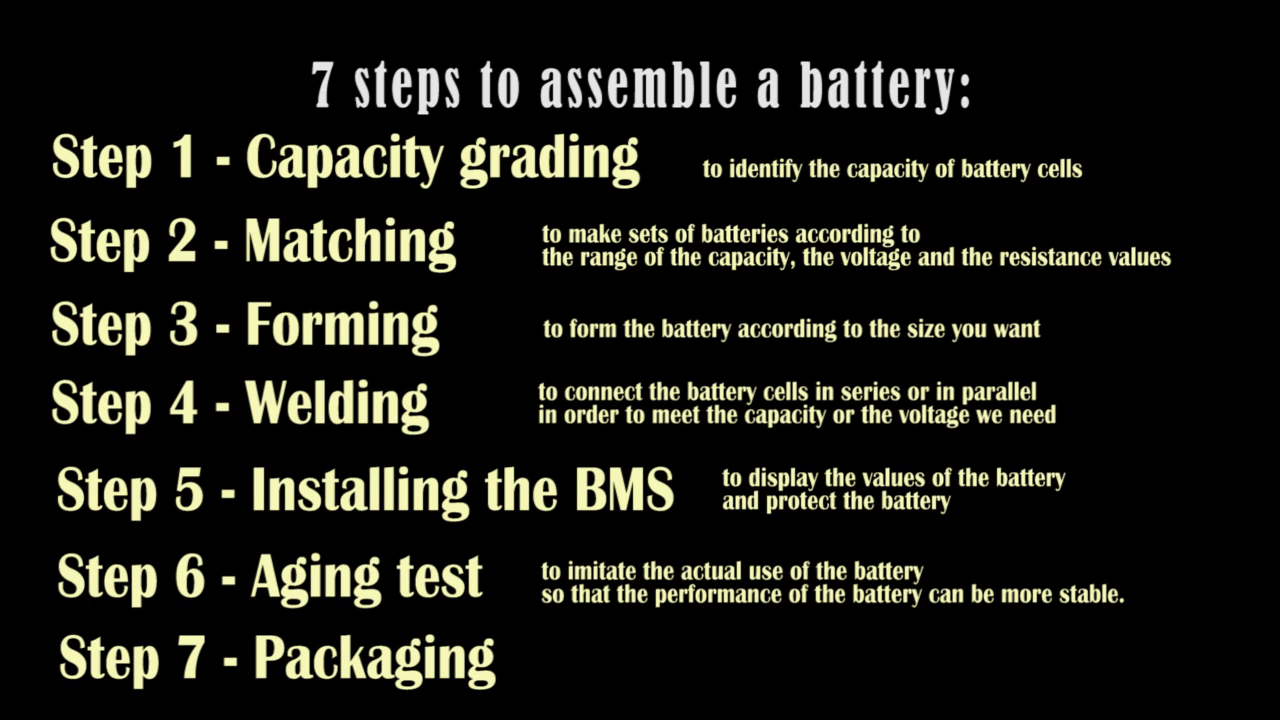 7 steps to assemble a battery:
Step 1 - Capacity grading
to identify the capacity of battery cells
Step 2 - Matching
to make sets of batteries according to
the range of the capacity, the voltage and the resistance values
Step 3 - Forming
to form the battery according to the size you want
Step 4 - Welding
to connect the battery cells in series or in parallel
in order to meet the capacity or the voltage we need
Step 5 - Installing the BMS
to display the values of the battery
and protect the battery
Step 6 - Aging test
to imitate the actual use of the battery
so that the performance of the battery can be more stable.
Step 7 - Packaging